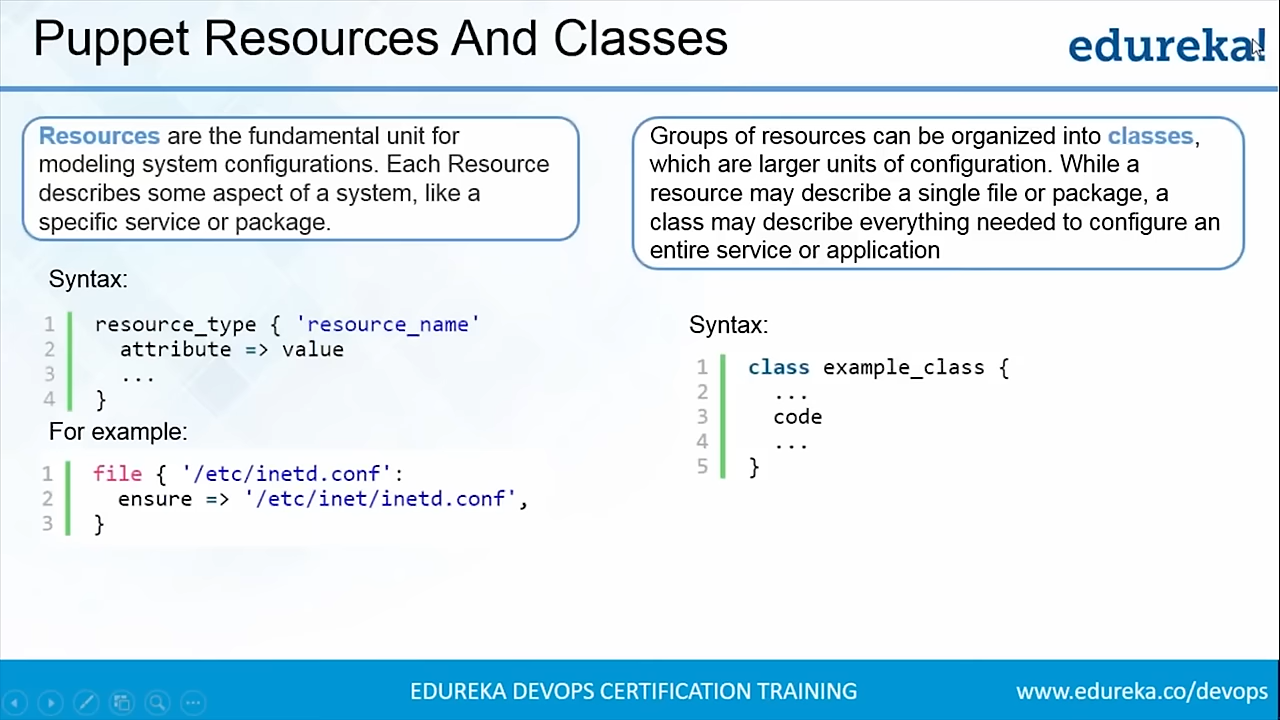 Puppet Resources And Classes
edureka!
Resources are the fundamental unit for
modeling system configurations. Each Resource
describes some aspect of a system, like a
specific service or package.
Syntax:
1 resource_type { 'resource_name'
2 attribute => value
3 ...
4 }
For example:
1 file { '/etc/inetd.conf':
2 ensure => '/etc/inet/inetd.conf',
3 }
Groups of resources can be organized into classes,
which are larger units of configuration. While a
resource may describe a single file or package, a
class may describe everything needed to configure an
entire service or application
Syntax:
1 class example_class {
2 ...
3 code
4 ...
5 }
EDUREKA DEVOPS CERTIFICATION TRAINING
www.edureka.co/devops